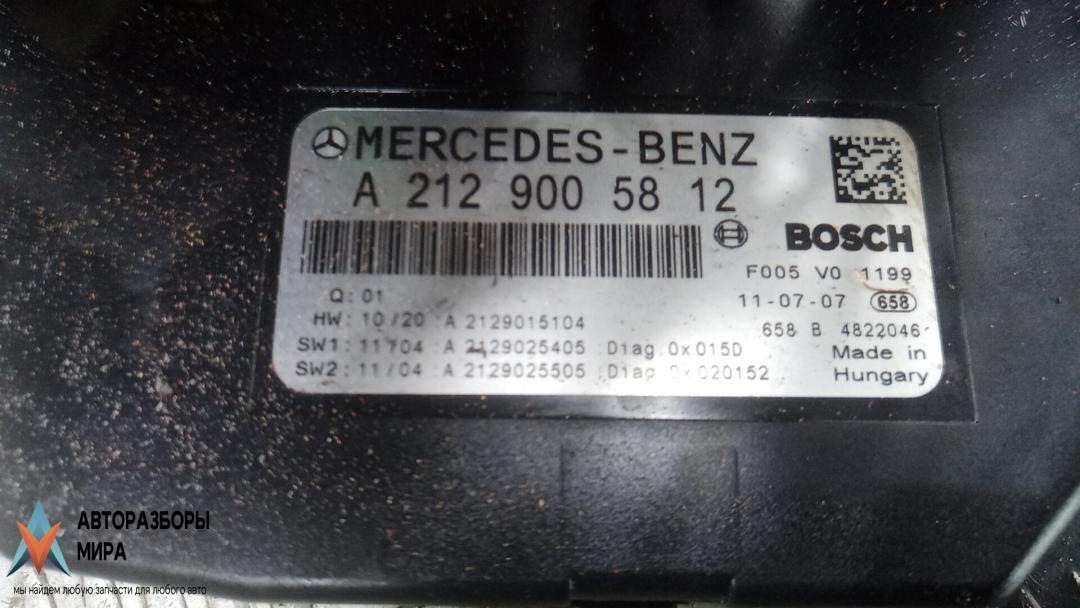 MERCEDES-BENZ
A 212 900 58 12
BOSCH
F005 V0 1199
Q: 01
11-07-07 658
HW: 10/20 A 2129015104
658 B 4822046
SW1: 11/04 A 2129025405 Diag 0x015D
Made in
SW2: 11/04 A 2129025505 Diag 0x020152
Hungary
АВТОРАЗБОРЫ
МИРА
мы найдем любую запчасти для любого авто